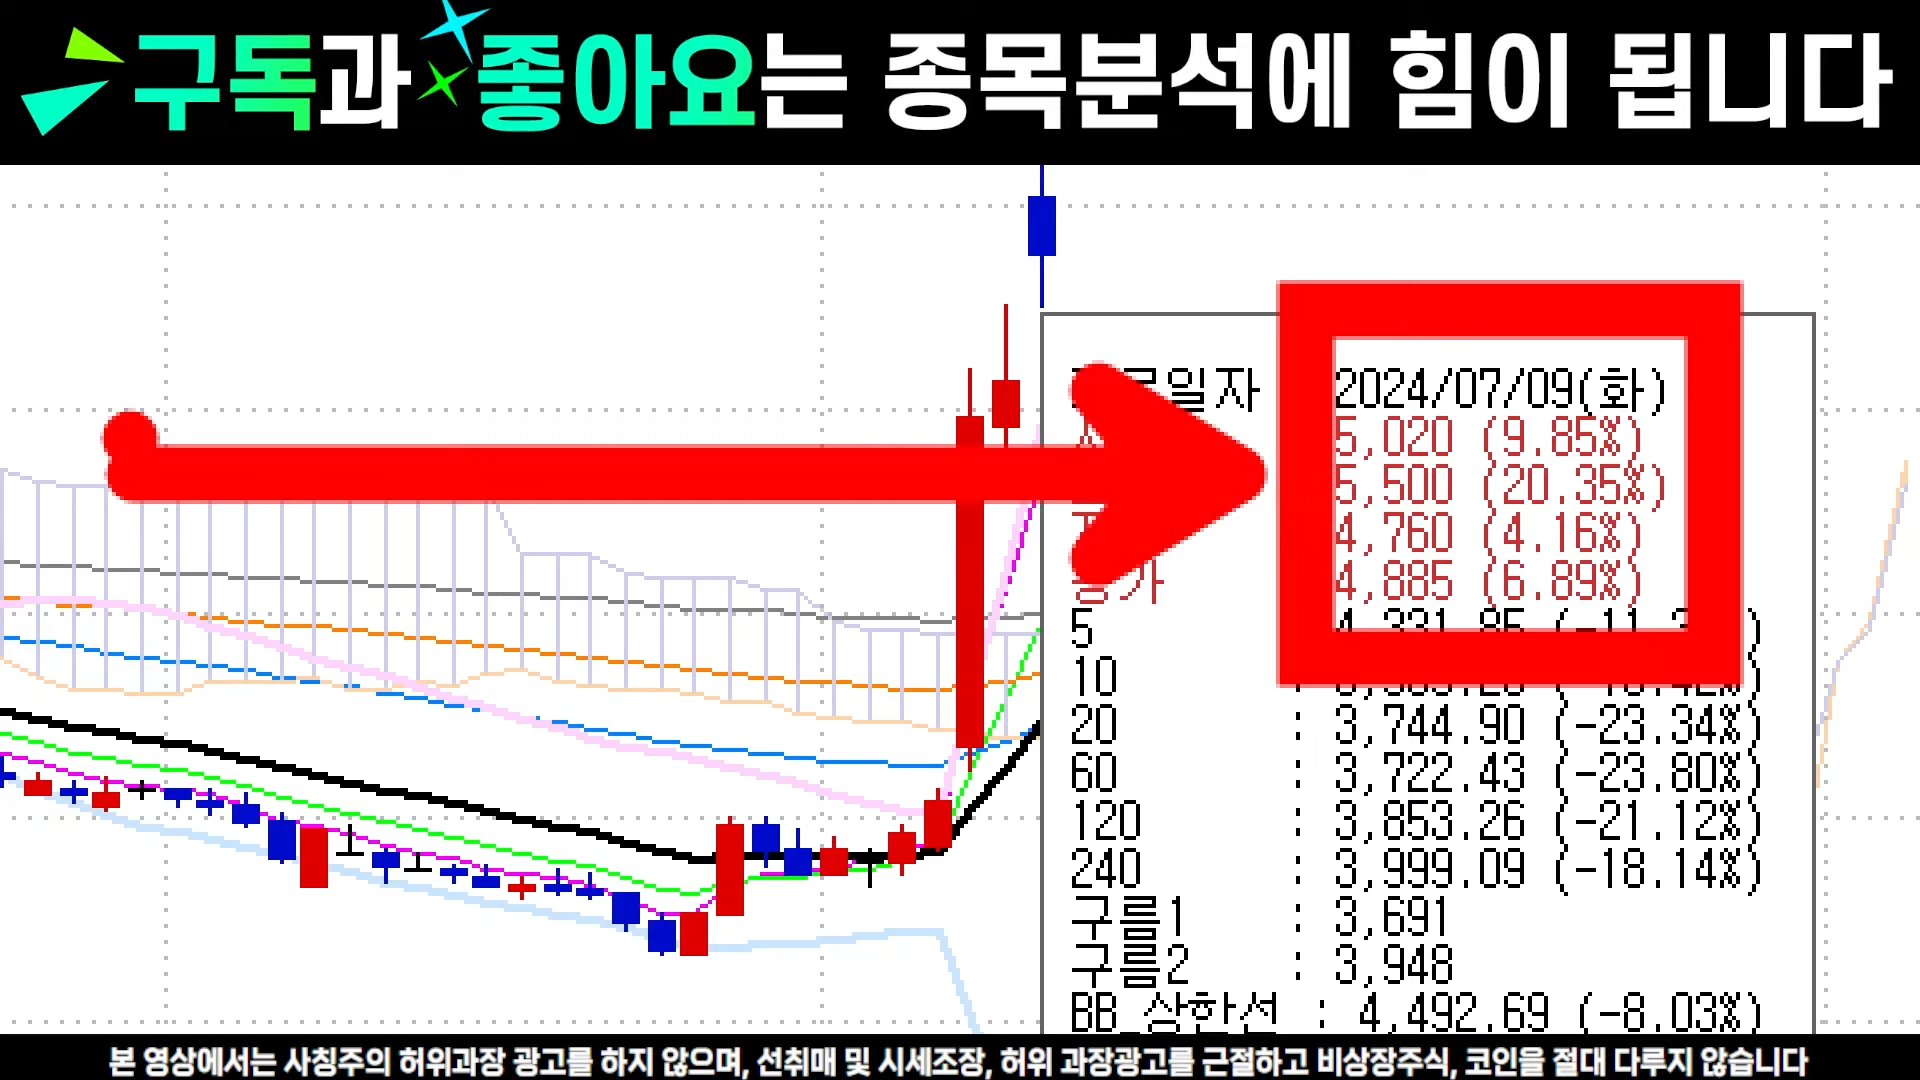 구독과 좋아요는 종목분석에 힘이 됩니다
일자 2024/07/09(화)
5,020 (9.85%)
5,500 (20.35%)
4,760 (4.16%)
4,885 (6.89%)
5
10
20 : 3,744.90 (-23.34%)
60 : 3,722.43 (-23.80%)
120 : 3,853.26 (-21.12%)
240 : 3,999.09 (-18.14%)
구름1 : 3,691
구름2 : 3,948
BB_상한선 : 4,492.69 (-8.03%)
본 영상에서는 사칭주의 허위과장 광고를 하지 않으며, 선취매 및 시세조장, 허위 과장광고를 근절하고 비상장주식, 코인을 절대 다루지 않습니다